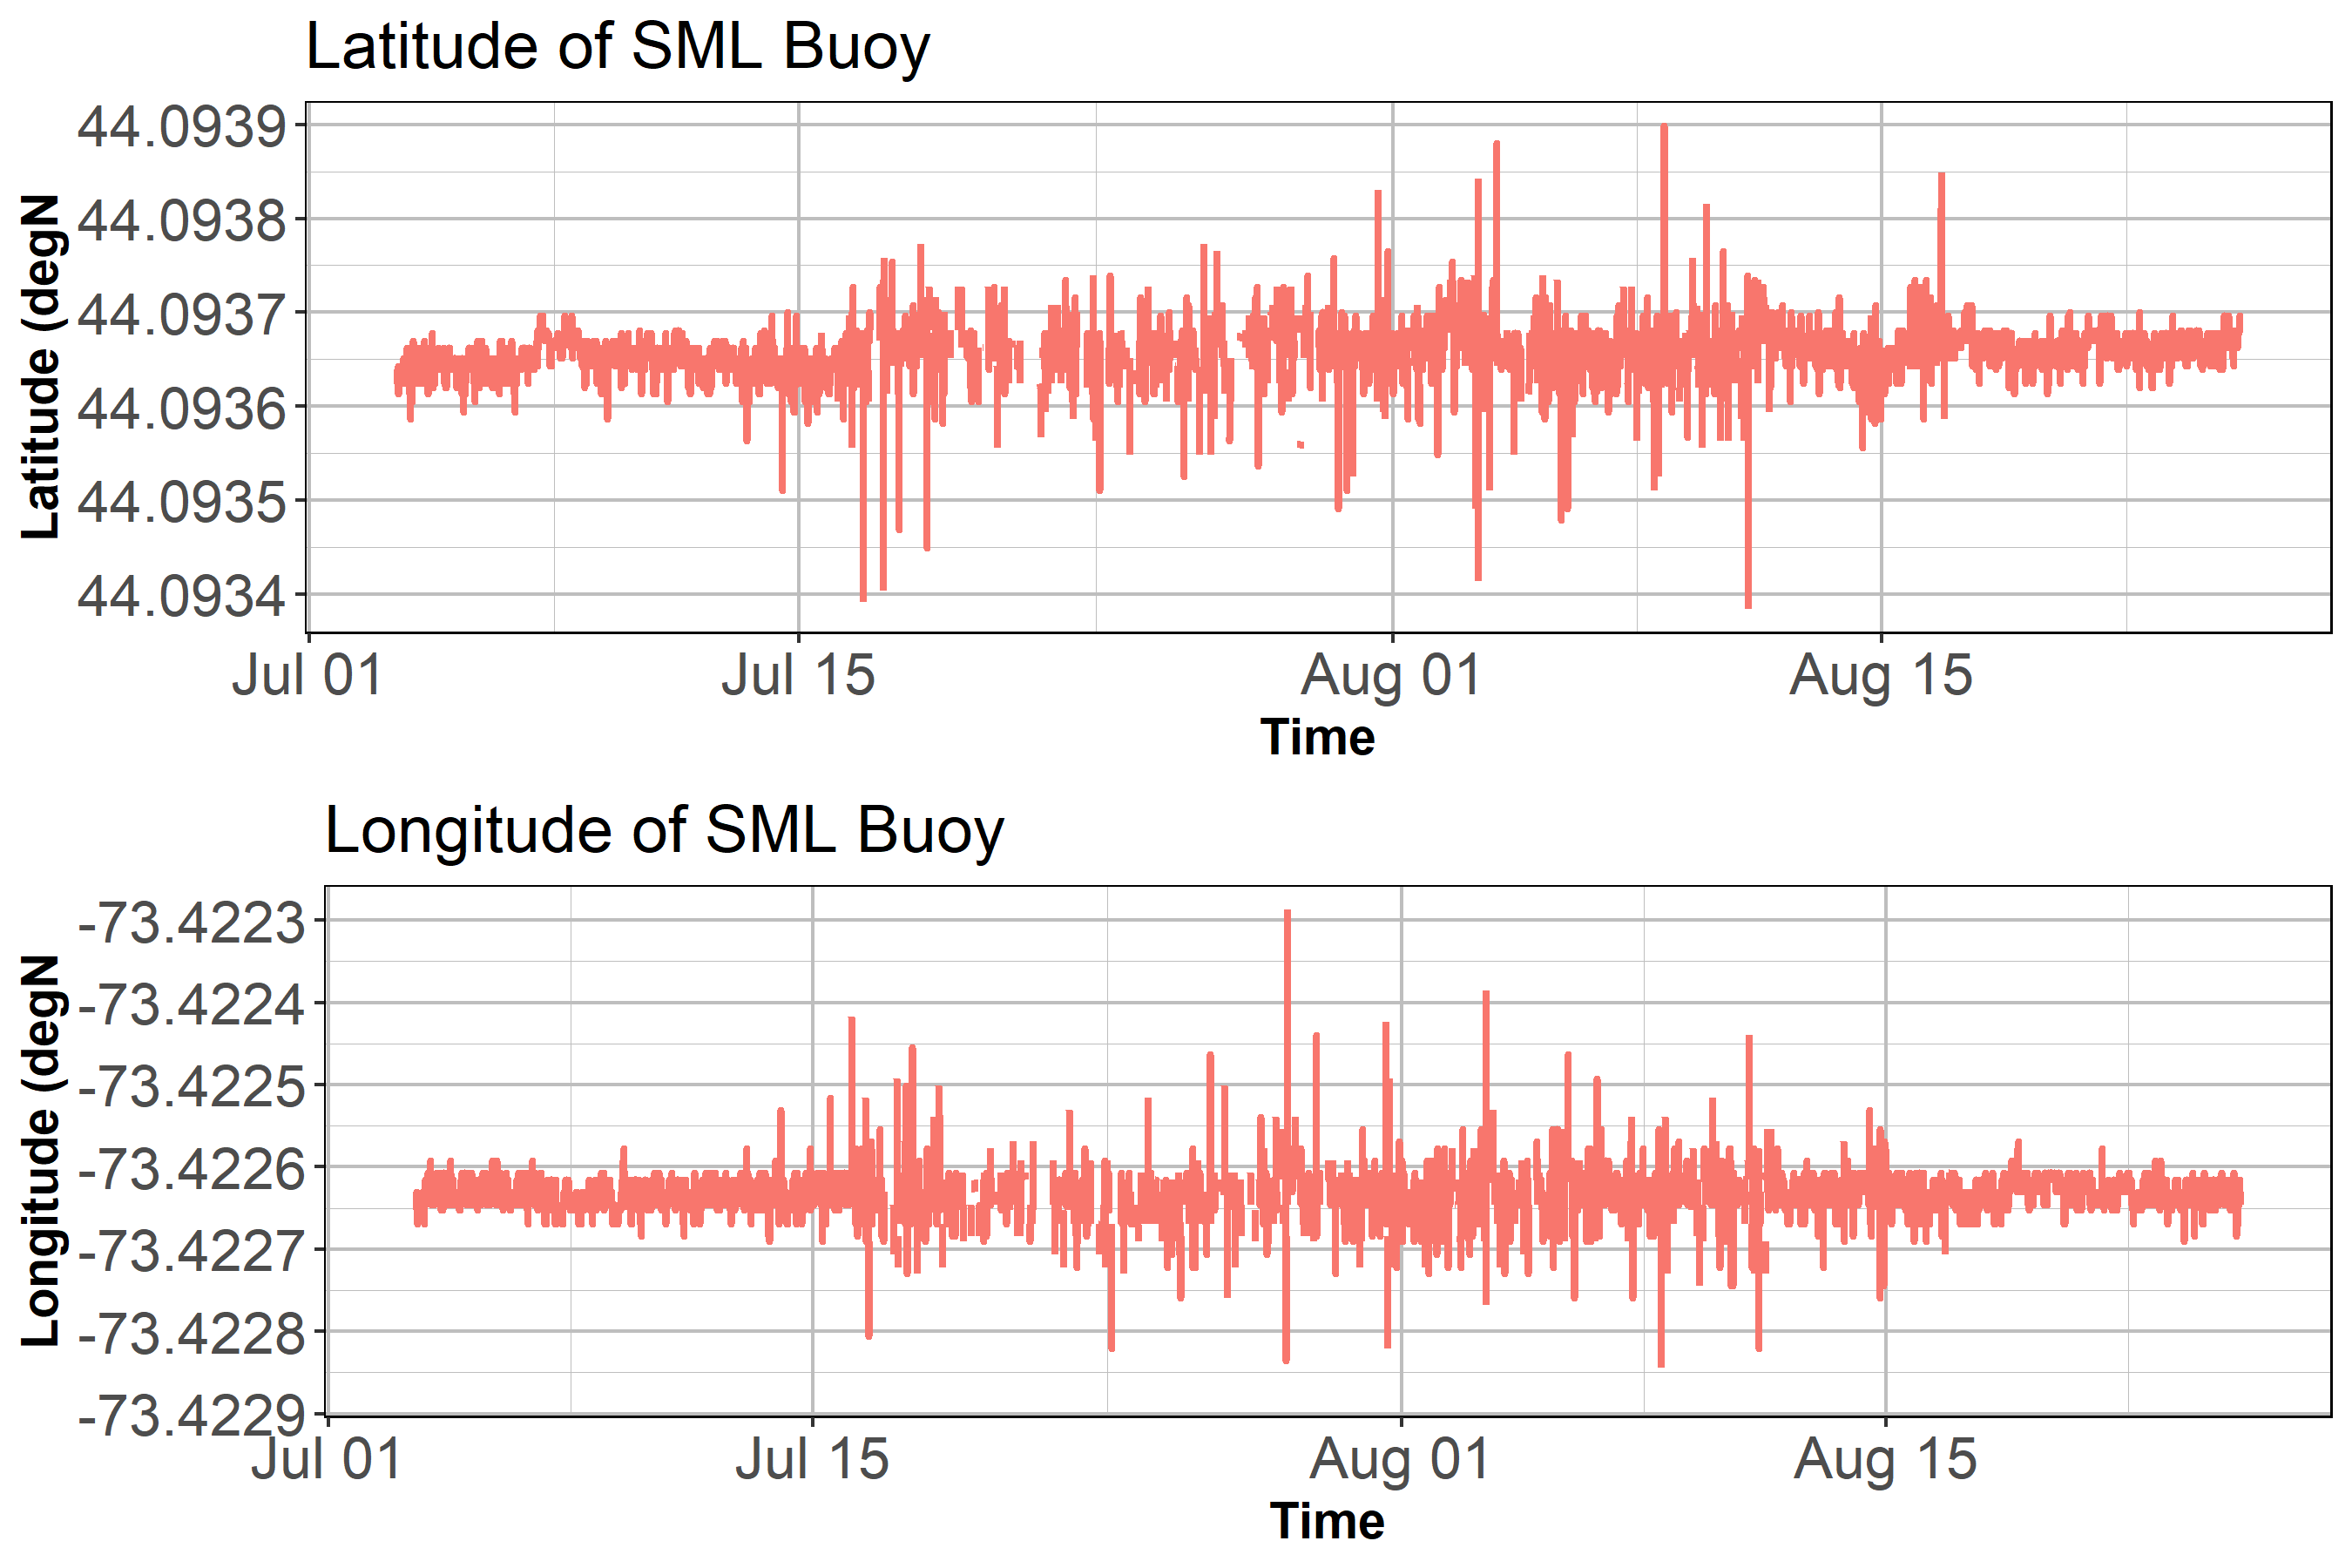 Latitude of SML Buoy
44.0939
44.0938
44.0937
44.0936
44.0935
44.0934
Latitude (degN
Jul 01 Jul 15 Aug 01 Aug 15
Time
Longitude of SML Buoy
-73.4223
-73.4224
-73.4225
-73.4226
-73.4227
-73.4228
-73.4229
Longitude (degN
Jul 01 Jul 15 Aug 01 Aug 15
Time